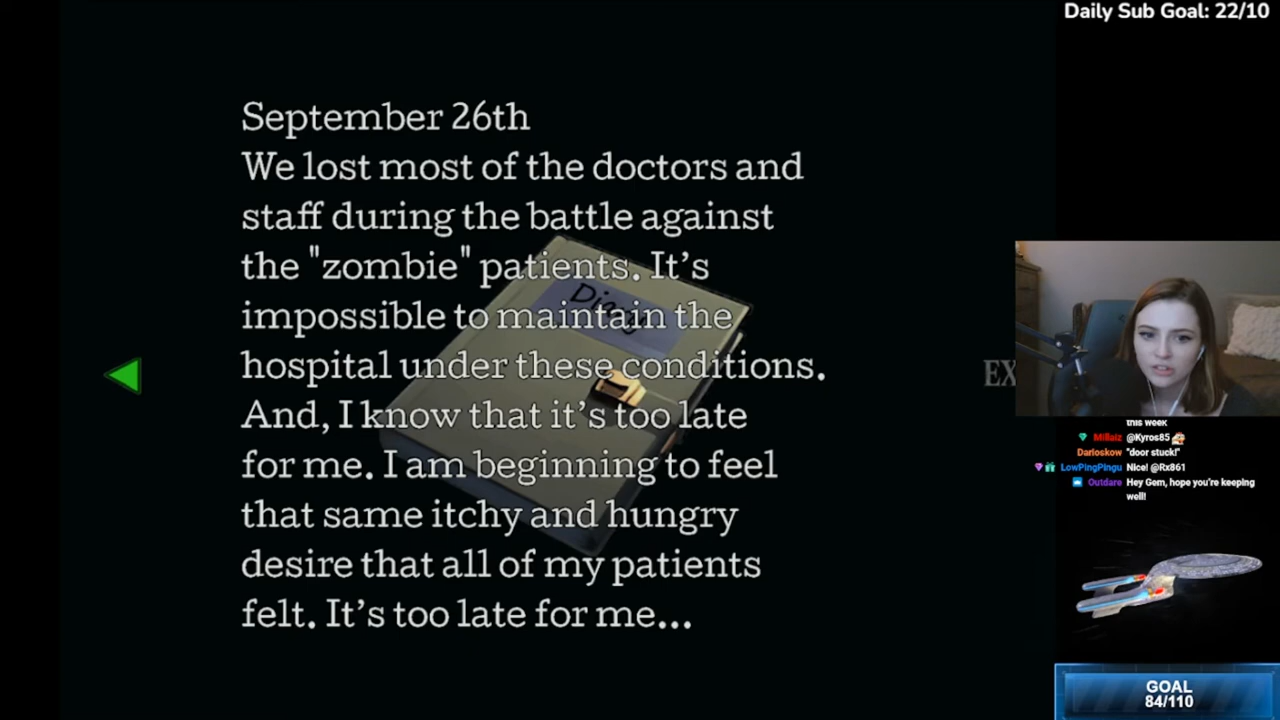 Daily Sub Goal: 22/10
September 26th
We lost most of the doctors and
staff during the battle against
the "zombie" patients. It's
impossible to maintain the
hospital under these conditions.
And, I know that it's too late
for me. I am beginning to feel
that same itchy and hungry
desire that all of my patients
felt. It's too late for me...
Diary
EX
this week
Millaiz @Kyros85
Darioskow "door stuck!"
LowPingPingu Nice! @Rx861
Outdare Hey Gem, hope you're keeping
well!
GOAL
84/110